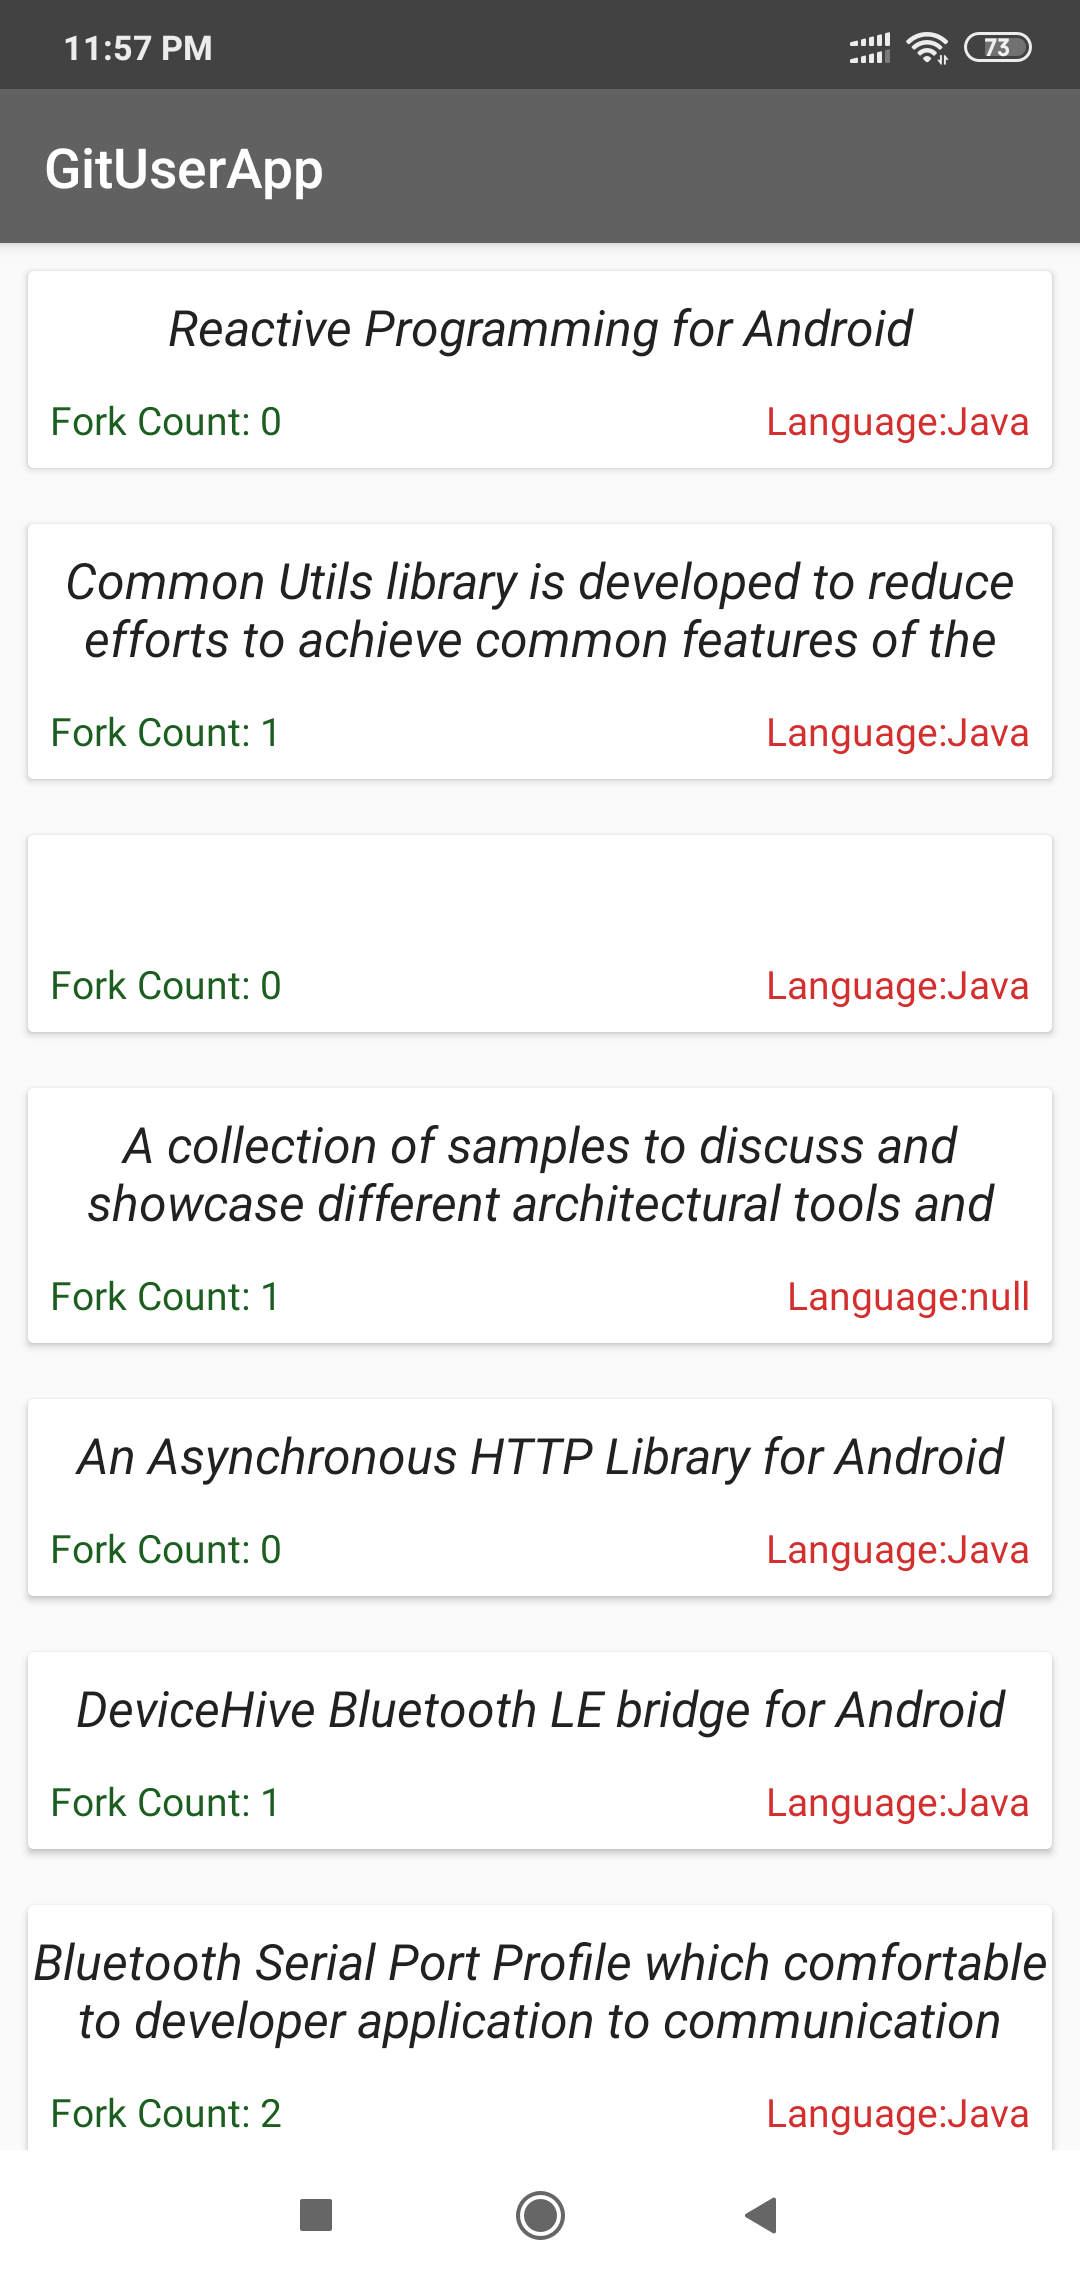 11:57 PM 73
GitUserApp
Reactive Programming for Android
Fork Count: 0 Language:Java
Common Utils library is developed to reduce
efforts to achieve common features of the
Fork Count: 1 Language:Java
Fork Count: 0 Language:Java
A collection of samples to discuss and
showcase different architectural tools and
Fork Count: 1 Language:null
An Asynchronous HTTP Library for Android
Fork Count: 0 Language:Java
DeviceHive Bluetooth LE bridge for Android
Fork Count: 1 Language:Java
Bluetooth Serial Port Profile which comfortable
to developer application to communication
Fork Count: 2 Language:Java